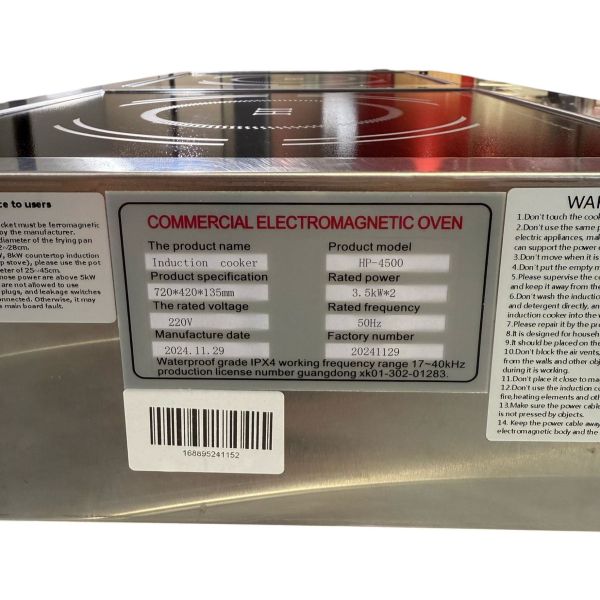 ce to users
ocket must be ferromagnetic
by the manufacturer.
diameter of the frying pan
2~28cm.
W, 8kW countertop induction
p stove), please use the pot
eter of 25~45cm.
nose power are above 5kW
are not allowed to use
plugs, and leakage switches
onnected. Otherwise, it may
s main board fault.
COMMERCIAL ELECTROMAGNETIC OVEN
The product name Product model
Induction cooker HP-4500
Product specification Rated power
720*420*135mm 3.5kW*2
The rated voltage Rated frequency
220V 50Hz
Manufacture date Factory number
2024.11.29 20241129
Waterproof grade IPX4 working frequency range 17~40kHz
production license number guangdong xk01-302-01283.
168895241152
WAR
1.Don't touch the cook
2.Don't use the same p
electric appliances, mak
can support the power o
3.Don't move when it is
4.Don't put the empty m
5.Please supervise the c
and keep it away from the
6.Don't wash the induction
and detergent directly, an
induction cooker into the w
7.Please repair it by the pr
8.It is designed for househ
9.It should be placed on the
10.Don't block the air vents,
from the walls and other obj
during it is working.
11.Don't place it close to ma
12.Don't use the induction co
fire,heating elements and oth
13.Make sure the power cable
is not pressed by objects.
14. Keep the power cable away
electromagnetic body and the